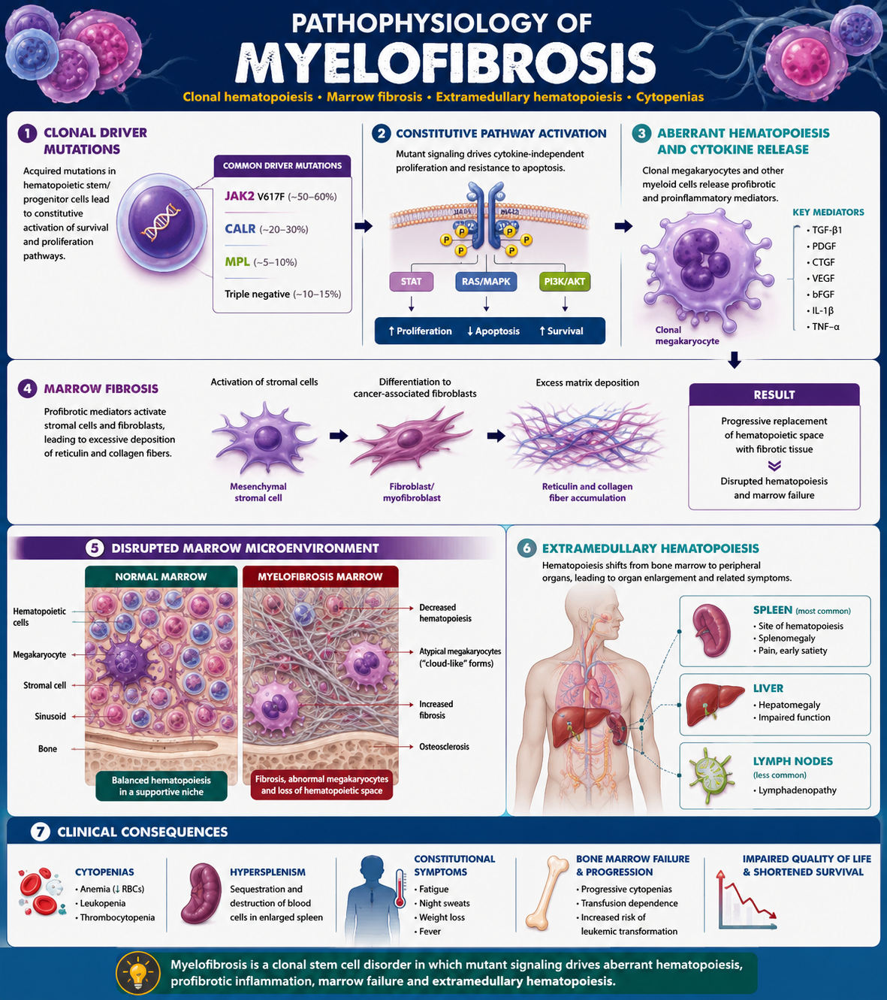 PATHOPHYSIOLOGY OF
MYELOFIBROSIS
Clonal hematopoiesis • Marrow fibrosis • Extramedullary hematopoiesis • Cytopenias
1 CLONAL DRIVER
MUTATIONS
Acquired mutations in
hematopoietic stem/
progenitor cells lead
to constitutive
activation of survival
and proliferation
pathways.
COMMON DRIVER MUTATIONS
JAK2 V617F (~50–60%)
CALR (~20–30%)
MPL (~5–10%)
Triple negative (~10–15%)
2 CONSTITUTIVE PATHWAY ACTIVATION
Mutant signaling drives cytokine-independent
proliferation and resistance to apoptosis.
P P
P P
P P
STAT
RAS/MAPK
PI3K/AKT
↑ Proliferation ↓ Apoptosis ↑ Survival
3 ABERRANT HEMATOPOIESIS
AND CYTOKINE RELEASE
Clonal megakaryocytes and other
myeloid cells release profibrotic
and proinflammatory mediators.
KEY MEDIATORS
• TGF-β1
• PDGF
• CTGF
• VEGF
• bFGF
• IL-1β
• TNF–α
Clonal
megakaryocyte
4 MARROW FIBROSIS
Profibrotic mediators activate
stromal cells and fibroblasts,
leading to excessive deposition
of reticulin and collagen fibers.
Activation of stromal cells
Mesenchymal
stromal cell
Differentiation to
cancer-associated fibroblasts
Fibroblast/
myofibroblast
Excess matrix deposition
Reticulin and collagen
fiber accumulation
RESULT
Progressive replacement
of hematopoietic space
with fibrotic tissue
Disrupted hematopoiesis
and marrow failure
5 DISRUPTED MARROW MICROENVIRONMENT
NORMAL MARROW
Hematopoietic
cells
Megakaryocyte
Stromal cell
Sinusoid
Bone
Balanced hematopoiesis
in a supportive niche
MYELOFIBROSIS MARROW
Decreased
hematopoiesis
Atypical megakaryocytes
(“cloud-like” forms)
Increased
fibrosis
Osteosclerosis
Fibrosis, abnormal megakaryocytes
and loss of hematopoietic space
6 EXTRAMEDULLARY HEMATOPOIESIS
Hematopoiesis shifts from bone marrow to peripheral
organs, leading to organ enlargement and related symptoms.
SPLEEN (most common)
• Site of hematopoiesis
• Splenomegaly
• Pain, early satiety
LIVER
• Hepatomegaly
• Impaired function
LYMPH NODES
(less common)
• Lymphadenopathy
7 CLINICAL CONSEQUENCES
CYTOPENIAS
• Anemia (↓ RBCs)
• Leukopenia
• Thrombocytopenia
HYPERSPLENISM
Sequestration and
destruction of blood
cells in enlarged spleen
CONSTITUTIONAL
SYMPTOMS
• Fatigue
• Night sweats
• Weight loss
• Fever
BONE MARROW FAILURE
& PROGRESSION
• Progressive cytopenias
• Transfusion dependence
• Increased risk of
leukemic transformation
IMPAIRED QUALITY OF LIFE
& SHORTENED SURVIVAL
Myelofibrosis is a clonal stem cell disorder in which mutant signaling drives aberrant hematopoiesis,
profibrotic inflammation, marrow failure and extramedullary hematopoiesis.